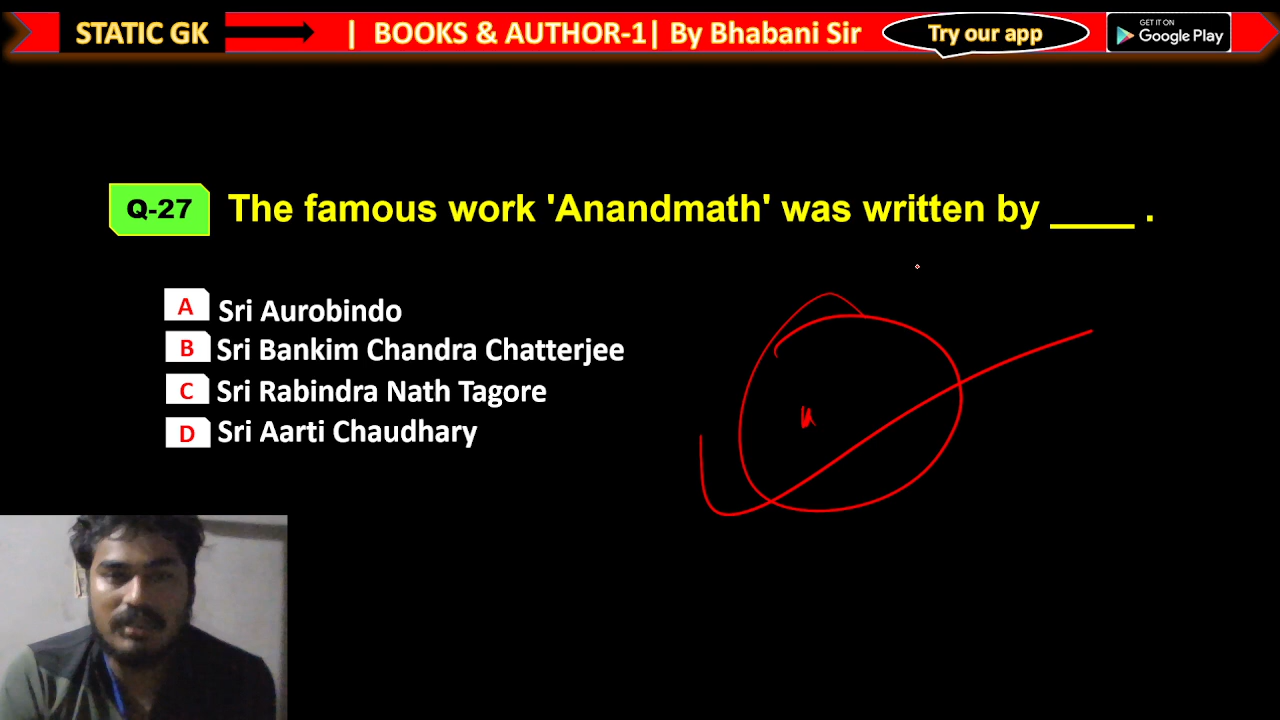 STATIC GK | BOOKS & AUTHOR-1| By Bhabani Sir Try our app GET IT ON Google Play
Q-27 The famous work 'Anandmath' was written by ____ .
A Sri Aurobindo
B Sri Bankim Chandra Chatterjee
C Sri Rabindra Nath Tagore
D Sri Aarti Chaudhary